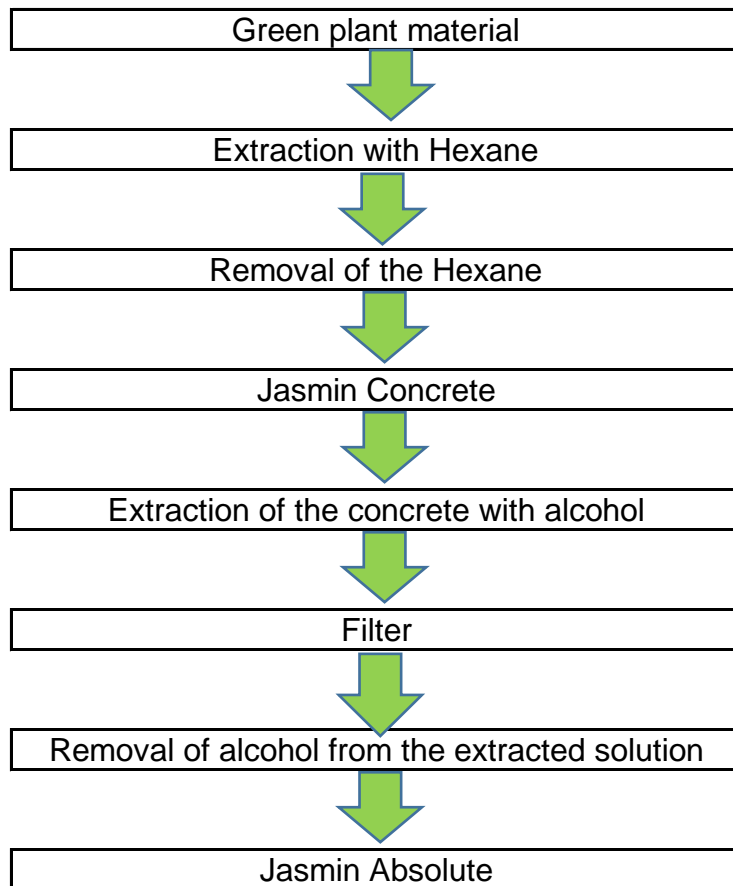 Green plant material
Extraction with Hexane
Removal of the Hexane
Jasmin Concrete
Extraction of the concrete with alcohol
Filter
Removal of alcohol from the extracted solution
Jasmin Absolute